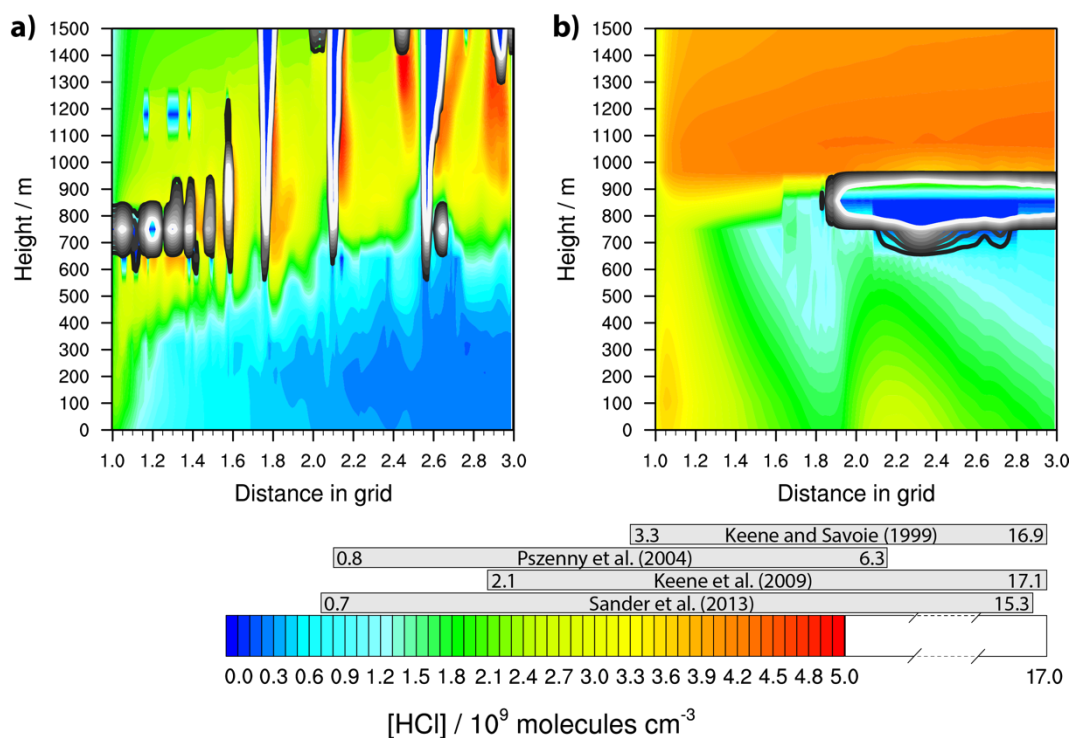 a)
1500
1400
1300
1200
1100
1000
900
800
700
600
500
400
300
200
100
0
Height / m
1.0 1.2 1.4 1.6 1.8 2.0 2.2 2.4 2.6 2.8 3.0
Distance in grid
b)
1500
1400
1300
1200
1100
1000
900
800
700
600
500
400
300
200
100
0
Height / m
1.0 1.2 1.4 1.6 1.8 2.0 2.2 2.4 2.6 2.8 3.0
Distance in grid
3.3 Keene and Savoie (1999) 16.9
0.8 Pszenny et al. (2004) 6.3
2.1 Keene et al. (2009) 17.1
0.7 Sander et al. (2013) 15.3
0.0 0.3 0.6 0.9 1.2 1.5 1.8 2.1 2.4 2.7 3.0 3.3 3.6 3.9 4.2 4.5 4.8 5.0 17.0
[HCl] / 10⁹ molecules cm⁻³